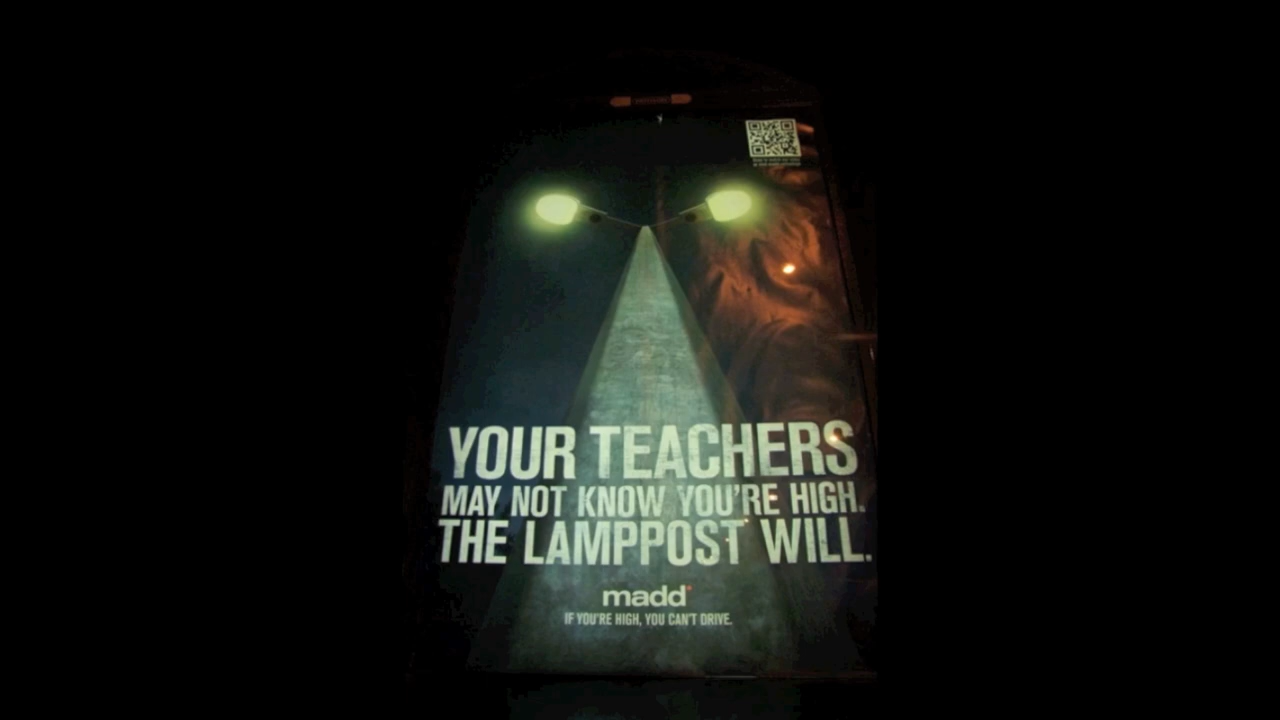 YOUR TEACHERS
MAY NOT KNOW YOU'RE HIGH.
THE LAMPPOST WILL.
madd
IF YOU'RE HIGH, YOU CAN'T DRIVE.